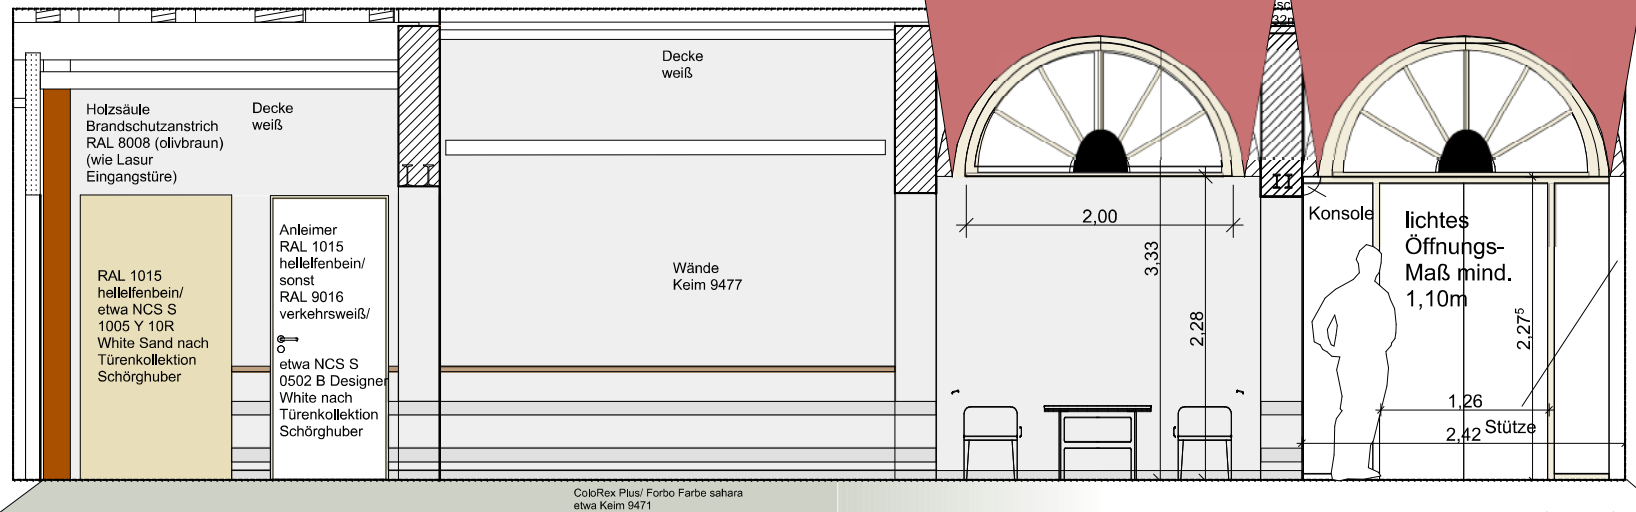 Holzsäule
Brandschutzanstrich
RAL 8008 (olivbraun)
(wie Lasur
Eingangstüre)
Decke
weiß
Decke
weiß
RAL 1015
hellelfenbein/
etwa NCS S
1005 Y 10R
White Sand nach
Türenkollektion
Schörghuber
Anleimer
RAL 1015
hellelfenbein/
sonst
RAL 9016
verkehrsweiß/
etwa NCS S
0502 B Designer
White nach
Türenkollektion
Schörghuber
Wände
Keim 9477
2,00
3,33
2,28
Konsole
lichtes
Öffnungs-
Maß mind.
1,10m
2,27⁵
1,26
2,42
Stütze
ColoRex Plus/ Forbo Farbe sahara
etwa Keim 9471